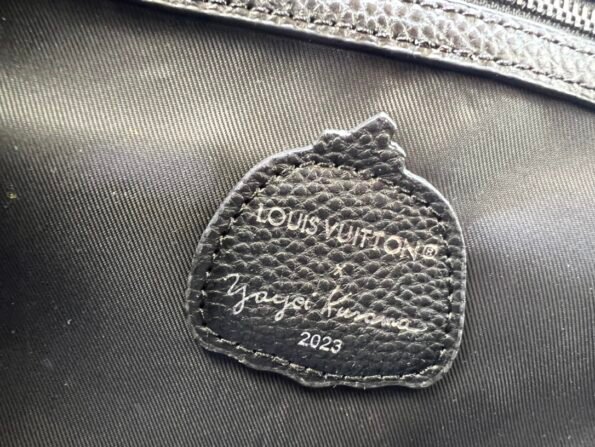 LOUIS VUITTON®
x
Yayoi Kusama
2023